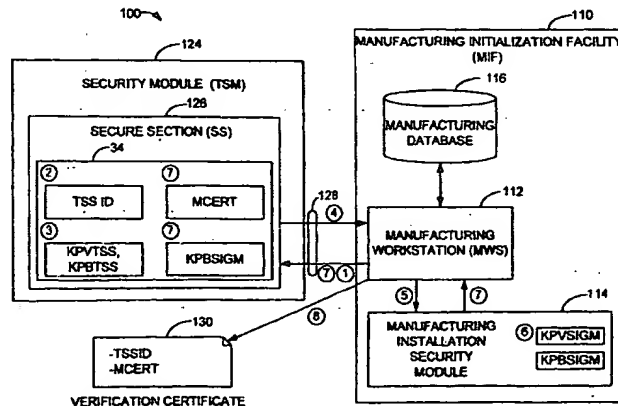 100
124
SECURITY MODULE (TSM)
126
SECURE SECTION (SS)
34
② ⑦
TSS ID
MCERT
③ ⑦
KPVTSS,
KPBTSS
KPBSIGM
128
④
⑦ ①
110
MANUFACTURING INITIALIZATION FACILITY
(MIF)
116
MANUFACTURING
DATABASE
112
MANUFACTURING
WORKSTATION (MWS)
⑤ ⑦
114
MANUFACTURING
INSTALLATION
SECURITY
MODULE
⑥
KPVSIGM
KPBSIGM
⑧
130
-TSSID
-MCERT
VERIFICATION CERTIFICATE